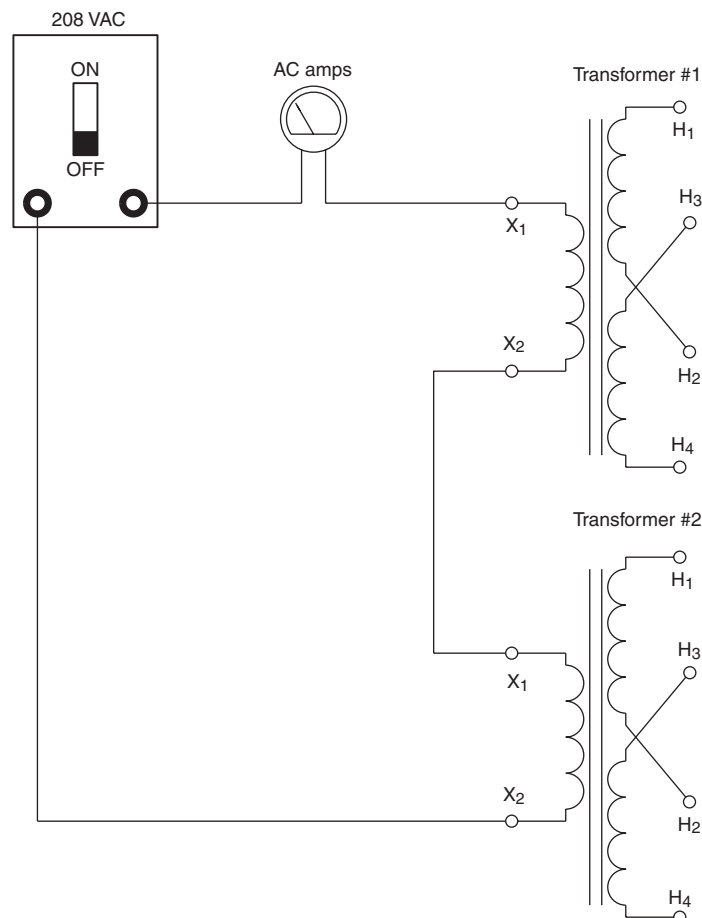 208 VAC
ON
OFF
AC amps
Transformer #1
H1
H3
X1
X2
H2
H4
Transformer #2
H1
H3
X1
X2
H2
H4